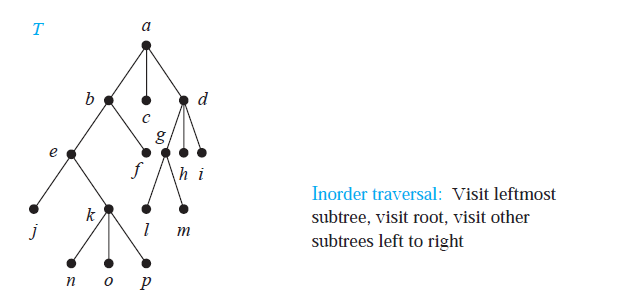 T
a
b
d
c
g
e
f
h i
k
j
l
m
n
o
p
Inorder traversal: Visit leftmost
subtree, visit root, visit other
subtrees left to right